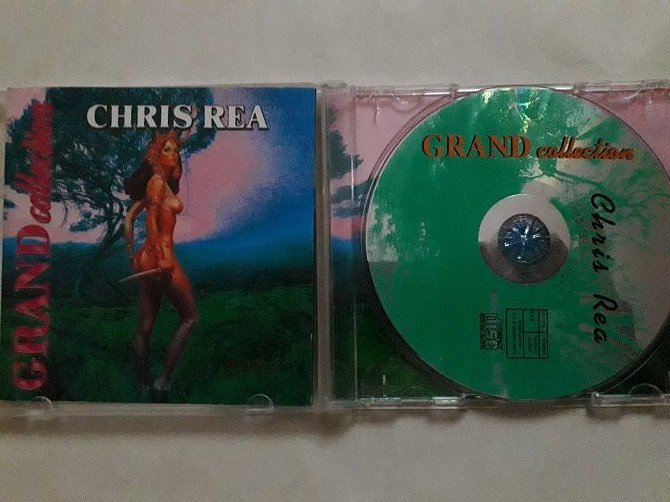 CHRIS REA
GRAND collection
GRAND collection
Chris Rea